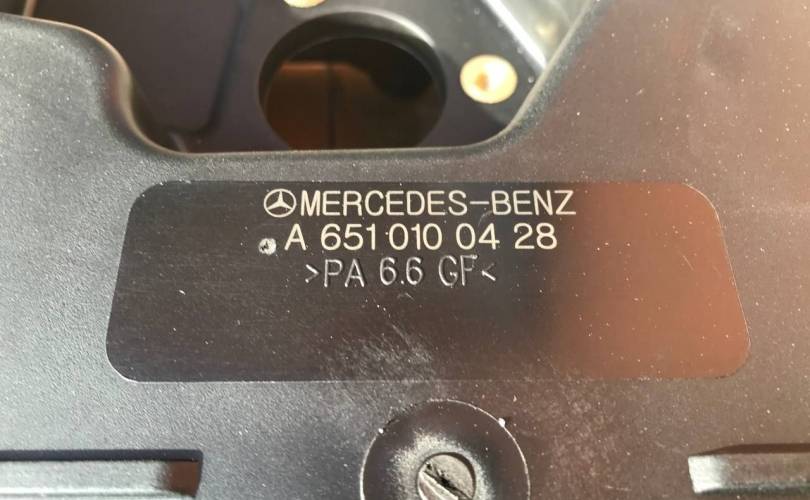 MERCEDES-BENZ
A 651 010 04 28
>PA 6.6 GF<